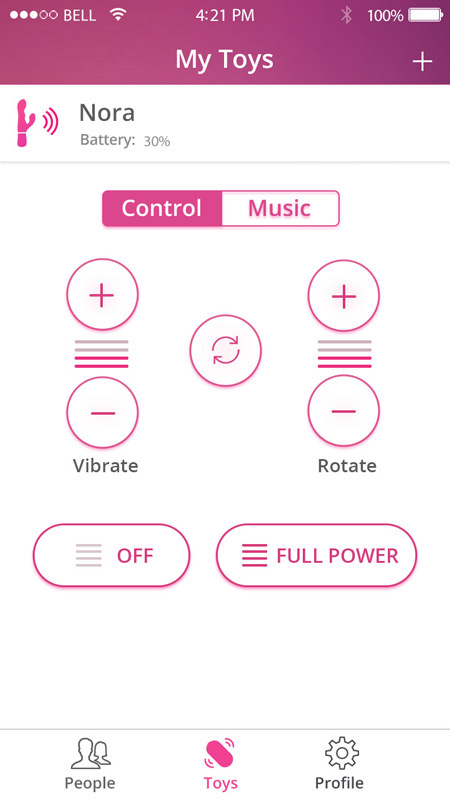 BELL 4:21 PM 100%
My Toys
Nora
Battery: 30%
Control Music
Vibrate Rotate
OFF FULL POWER
People Toys Profile